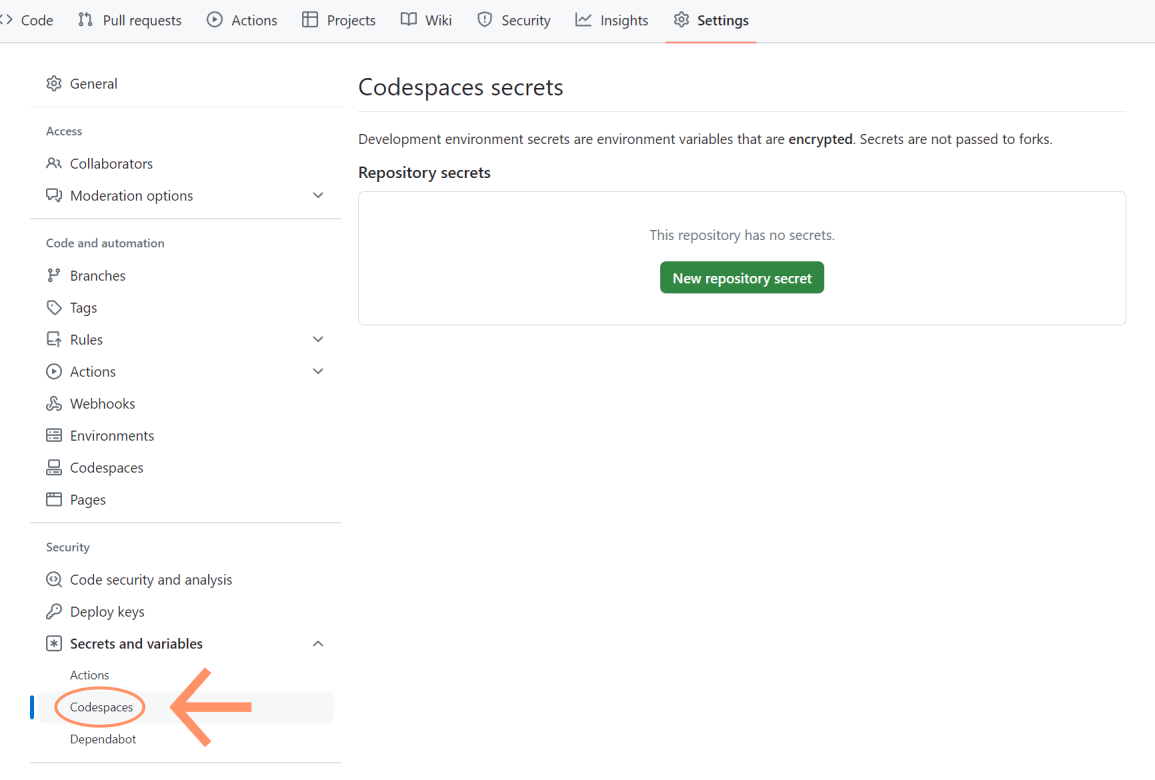 Code Pull requests Actions Projects Wiki Security Insights Settings
General
Access
Collaborators
Moderation options
Code and automation
Branches
Tags
Rules
Actions
Webhooks
Environments
Codespaces
Pages
Security
Code security and analysis
Deploy keys
Secrets and variables
Actions
Codespaces
Dependabot
Codespaces secrets
Development environment secrets are environment variables that are encrypted. Secrets are not passed to forks.
Repository secrets
This repository has no secrets.
New repository secret